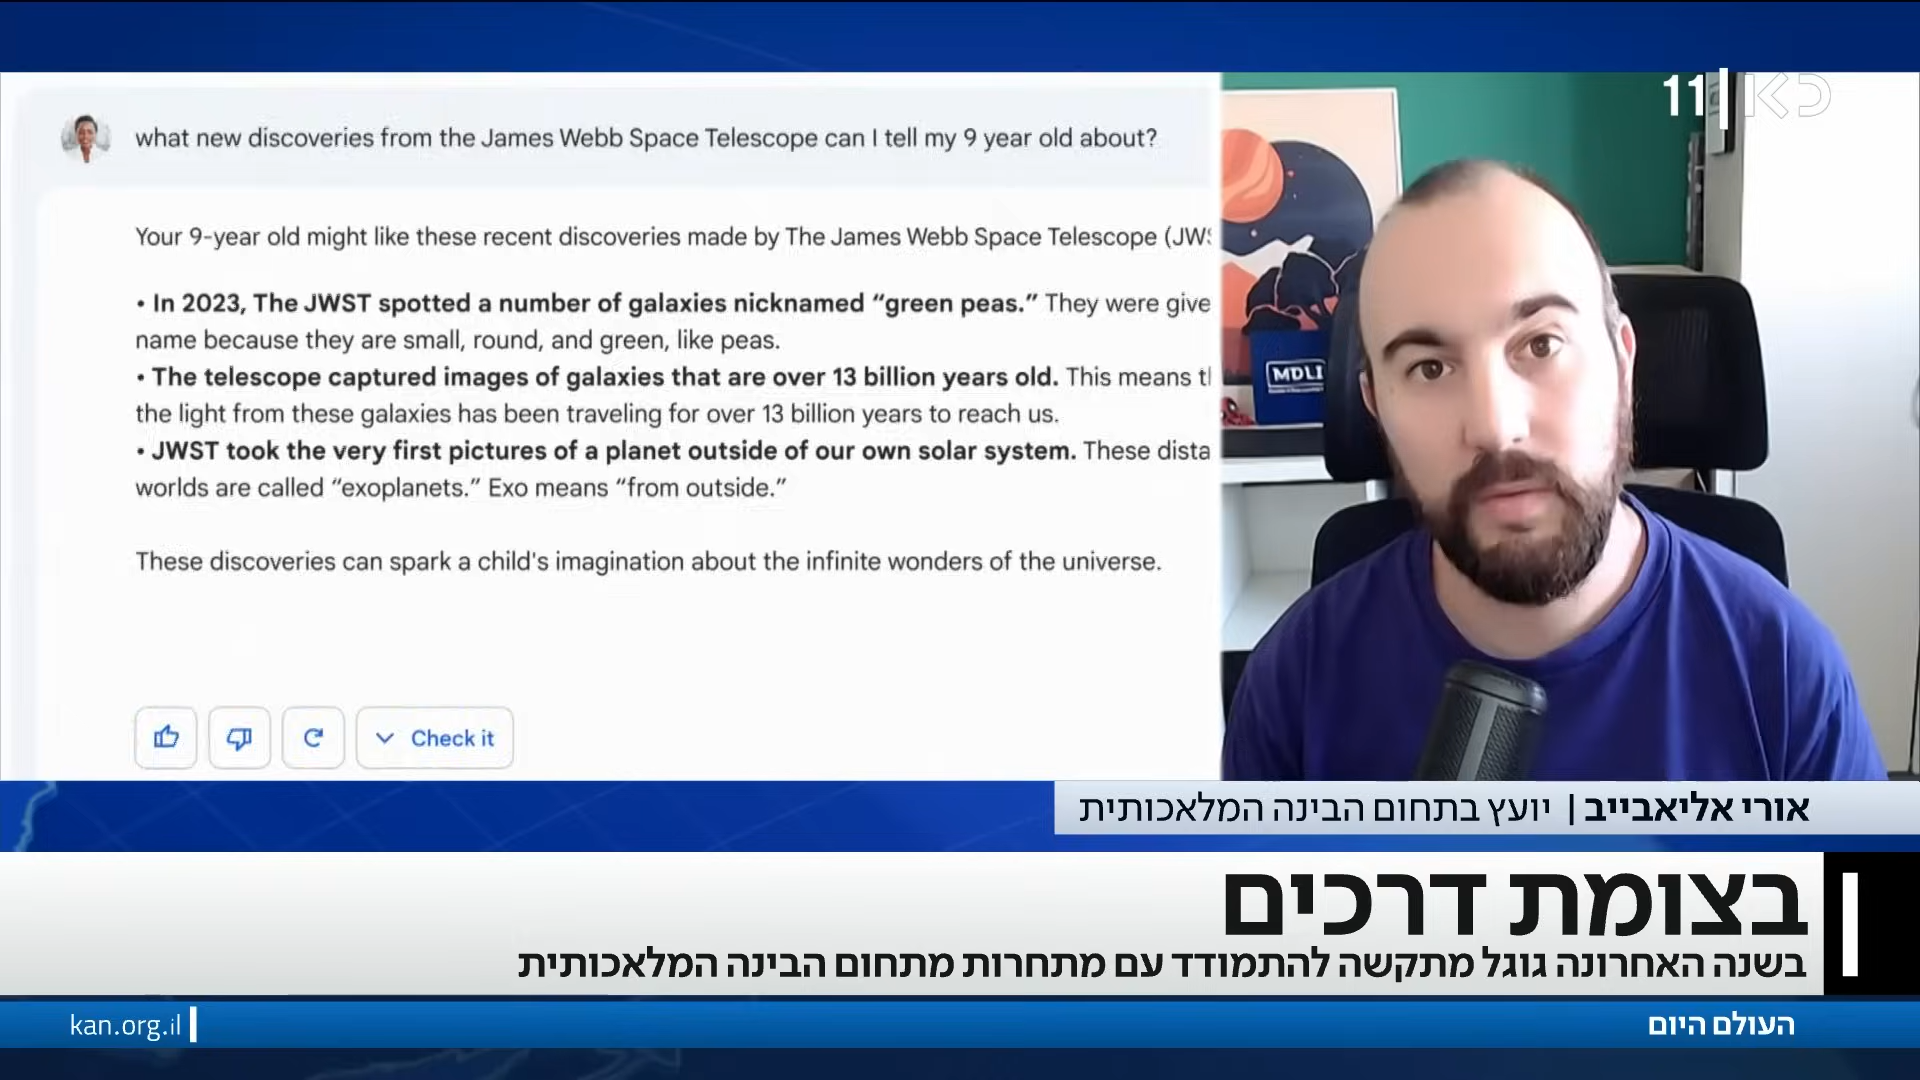 11 | כאן
what new discoveries from the James Webb Space Telescope can I tell my 9 year old about?
Your 9-year old might like these recent discoveries made by The James Webb Space Telescope (JWS
• In 2023, The JWST spotted a number of galaxies nicknamed “green peas.” They were give
name because they are small, round, and green, like peas.
• The telescope captured images of galaxies that are over 13 billion years old. This means th
the light from these galaxies has been traveling for over 13 billion years to reach us.
• JWST took the very first pictures of a planet outside of our own solar system. These dista
worlds are called “exoplanets.” Exo means “from outside.”
These discoveries can spark a child's imagination about the infinite wonders of the universe.
Check it
MDLI
אורי אליאבייב | יועץ בתחום הבינה המלאכותית
בצומת דרכים
בשנה האחרונה גוגל מתקשה להתמודד עם מתחרות מתחום הבינה המלאכותית
העולם היום
kan.org.il